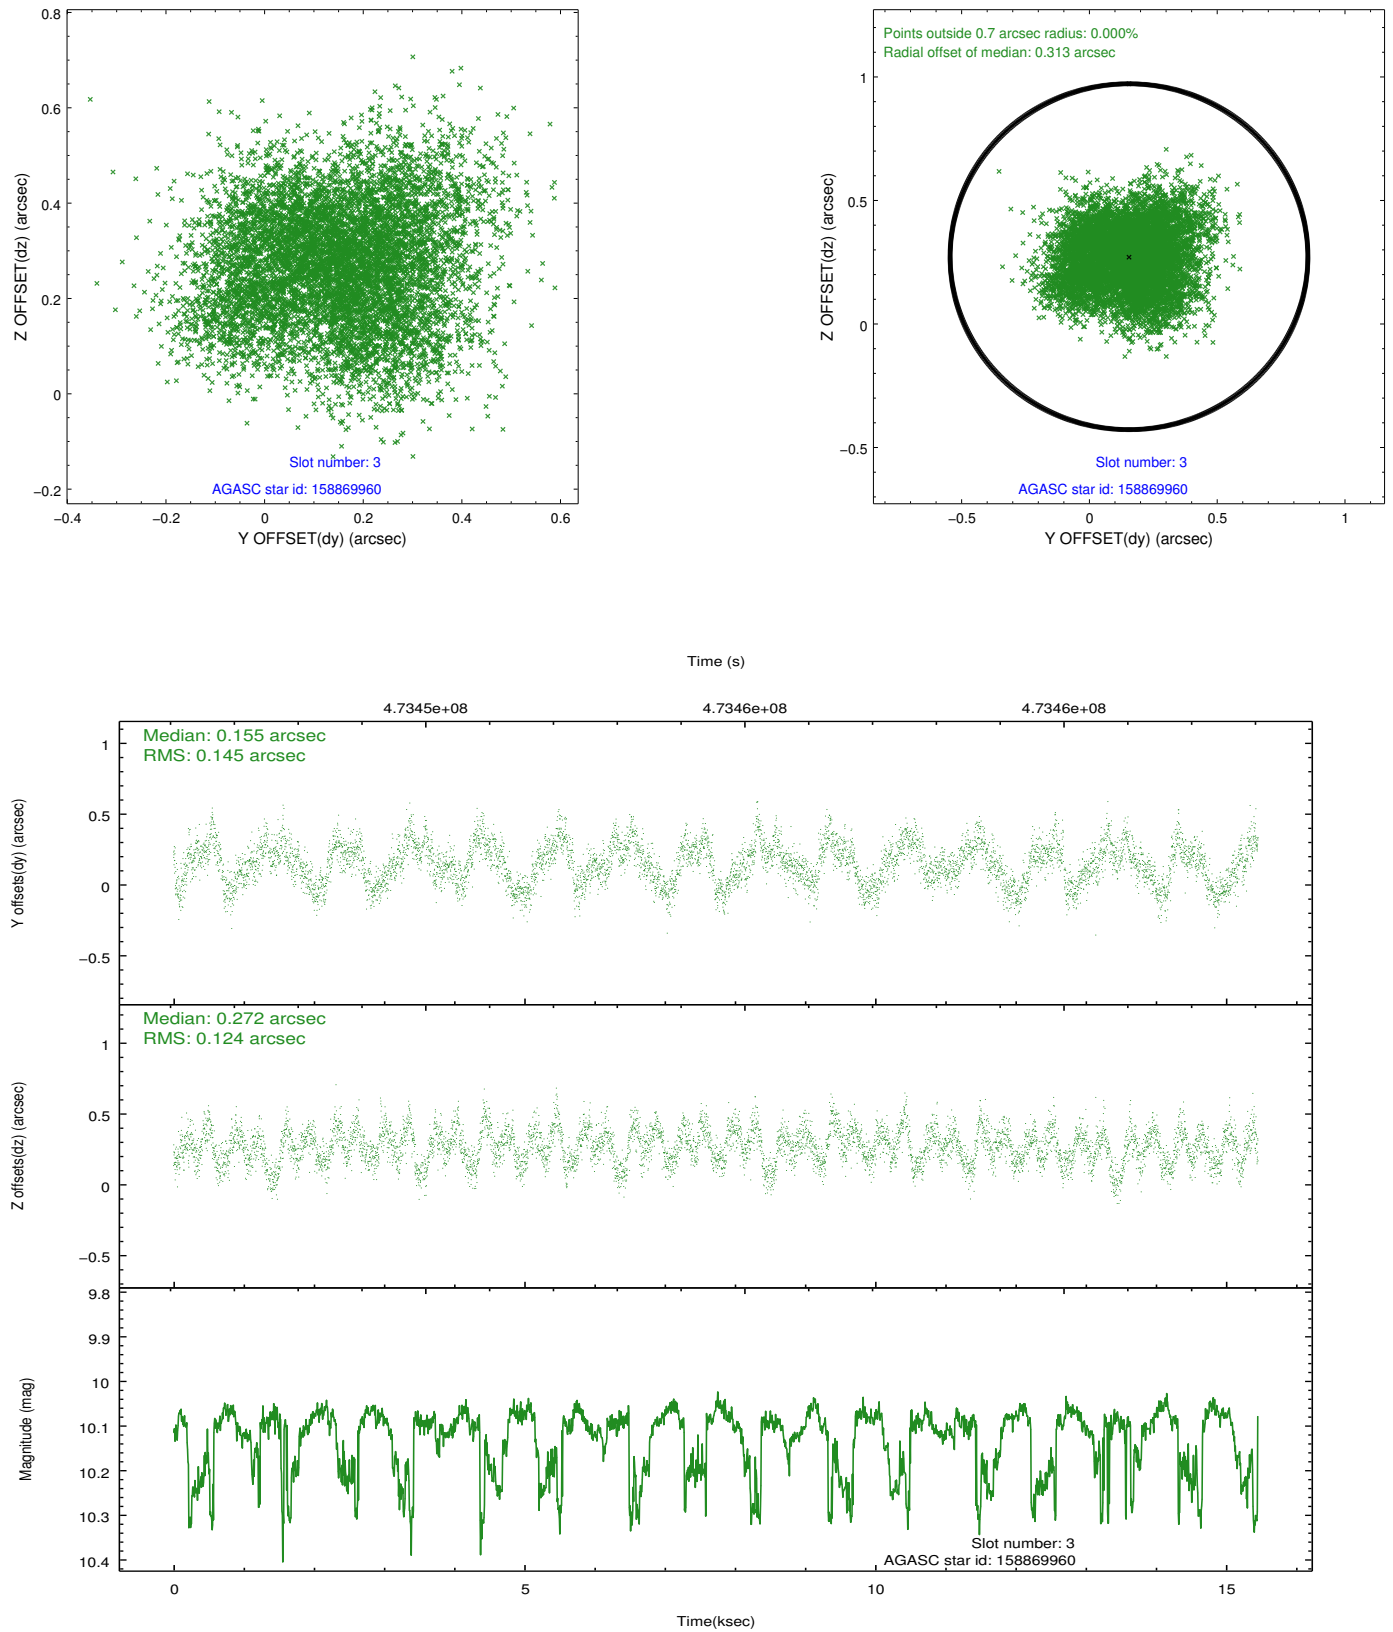 0.8
0.6
0.4
0.2
0
−0.2
−0.4
−0.2
0
0.2
0.4
0.6
Z OFFSET(dz) (arcsec)
Y OFFSET(dy) (arcsec)
Slot number: 3
AGASC star id: 158869960
Points outside 0.7 arcsec radius: 0.000%
Radial offset of median: 0.313 arcsec
1
0.5
0
−0.5
−0.5
0
0.5
1
Z OFFSET(dz) (arcsec)
Y OFFSET(dy) (arcsec)
Slot number: 3
AGASC star id: 158869960
Time (s)
4.7345e+08
4.7346e+08
4.7346e+08
Median: 0.155 arcsec
RMS: 0.145 arcsec
1
0.5
0
−0.5
Y offsets(dy) (arcsec)
Median: 0.272 arcsec
RMS: 0.124 arcsec
1
0.5
0
−0.5
Z offsets(dz) (arcsec)
9.8
9.9
10
10.1
10.2
10.3
10.4
Magnitude (mag)
Slot number: 3
AGASC star id: 158869960
0
5
10
15
Time(ksec)